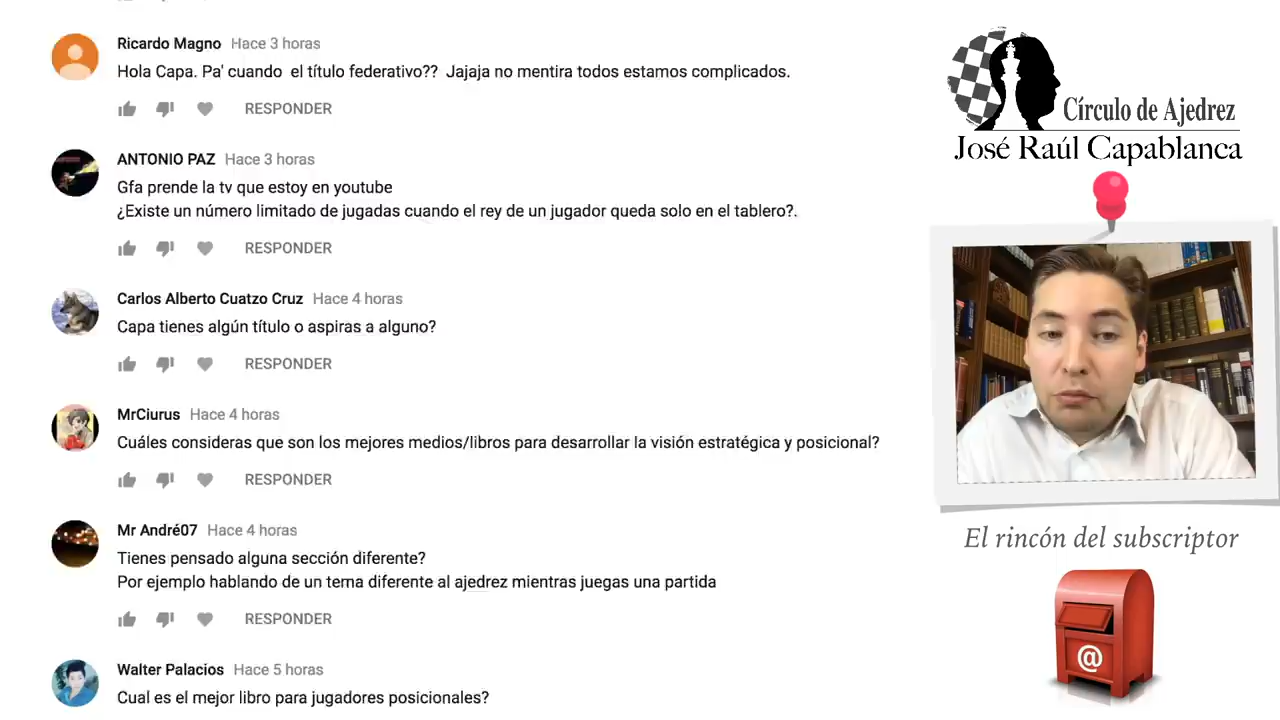 Ricardo Magno Hace 3 horas
Hola Capa. Pa' cuando el título federativo?? Jajaja no mentira todos estamos complicados.
RESPONDER
ANTONIO PAZ Hace 3 horas
Gfa prende la tv que estoy en youtube
¿Existe un número limitado de jugadas cuando el rey de un jugador queda solo en el tablero?.
RESPONDER
Carlos Alberto Cuatzo Cruz Hace 4 horas
Capa tienes algún título o aspiras a alguno?
RESPONDER
MrCiurus Hace 4 horas
Cuáles consideras que son los mejores medios/libros para desarrollar la visión estratégica y posicional?
RESPONDER
Mr André07 Hace 4 horas
Tienes pensado alguna sección diferente?
Por ejemplo hablando de un tema diferente al ajedrez mientras juegas una partida
RESPONDER
Walter Palacios Hace 5 horas
Cual es el mejor libro para jugadores posicionales?
Círculo de Ajedrez
José Raúl Capablanca
El rincón del subscriptor
@